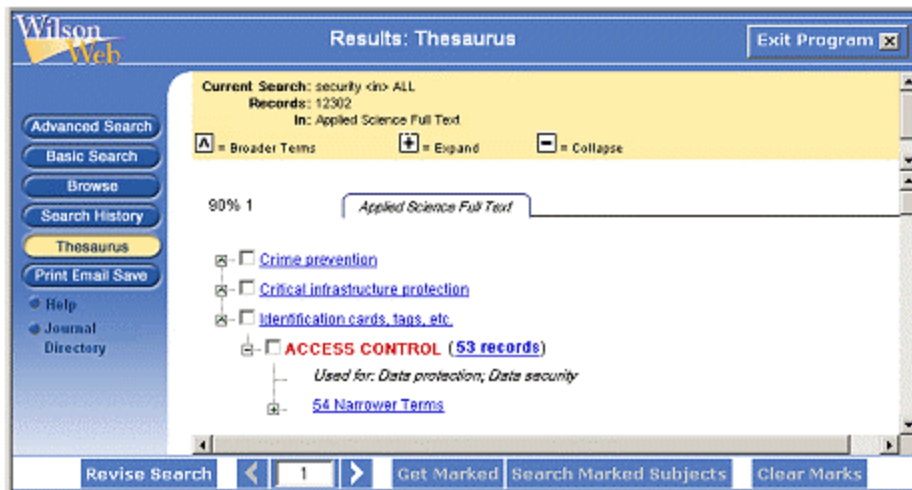 Wilson
Web
Results: Thesaurus
Exit Program
Current Search: security <in> ALL
Records: 12302
In: Applied Science Full Text
= Broader Terms
= Expand
= Collapse
Advanced Search
Basic Search
Browse
Search History
Thesaurus
Print Email Save
Help
Journal
Directory
90% 1
Applied Science Full Text
Crime prevention
Critical infrastructure protection
Identification cards, tags, etc.
ACCESS CONTROL (53 records)
Used for: Data protection; Data security
54 Narrower Terms
Revise Search
1
Get Marked
Search Marked Subjects
Clear Marks